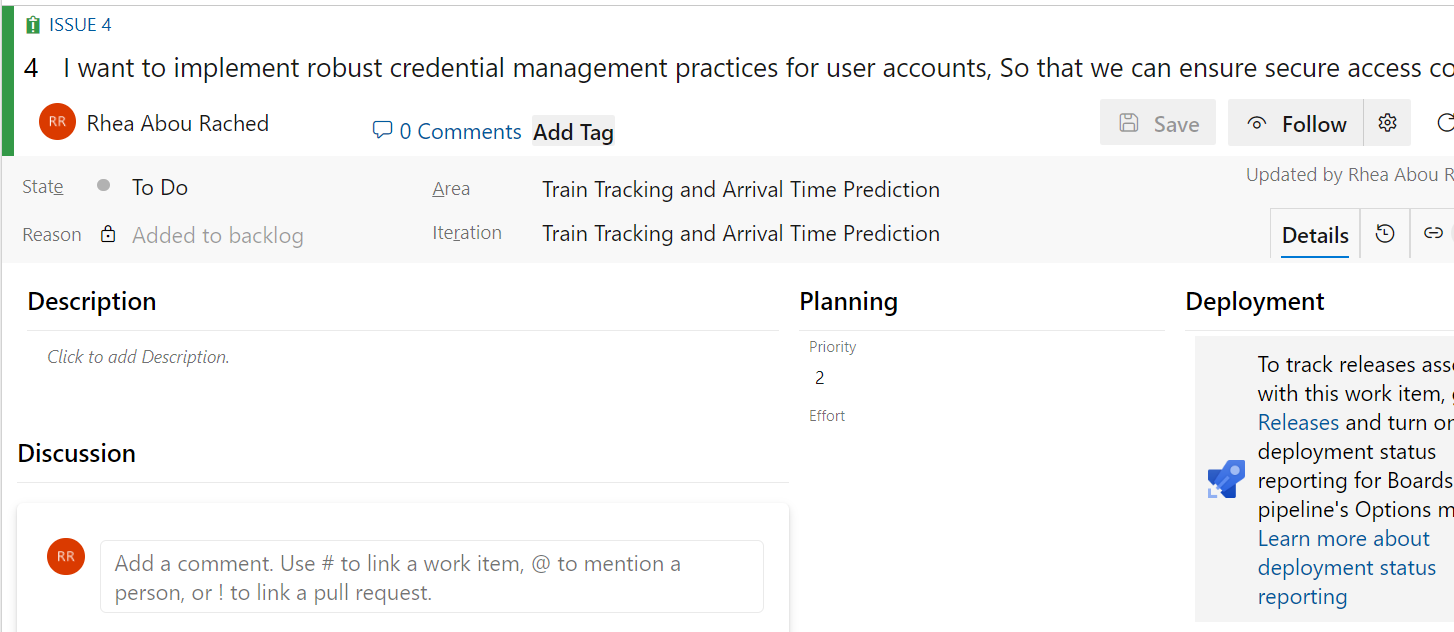 ISSUE 4
4 I want to implement robust credential management practices for user accounts, So that we can ensure secure access co
RR Rhea Abou Rached
0 Comments Add Tag
Save Follow
State To Do
Area Train Tracking and Arrival Time Prediction
Updated by Rhea Abou R
Reason Added to backlog
Iteration Train Tracking and Arrival Time Prediction
Details
Description
Click to add Description.
Planning
Priority
2
Effort
Deployment
To track releases ass
with this work item, g
Releases and turn on
deployment status
reporting for Boards
pipeline's Options m
Learn more about
deployment status
reporting
Discussion
RR
Add a comment. Use # to link a work item, @ to mention a
person, or ! to link a pull request.